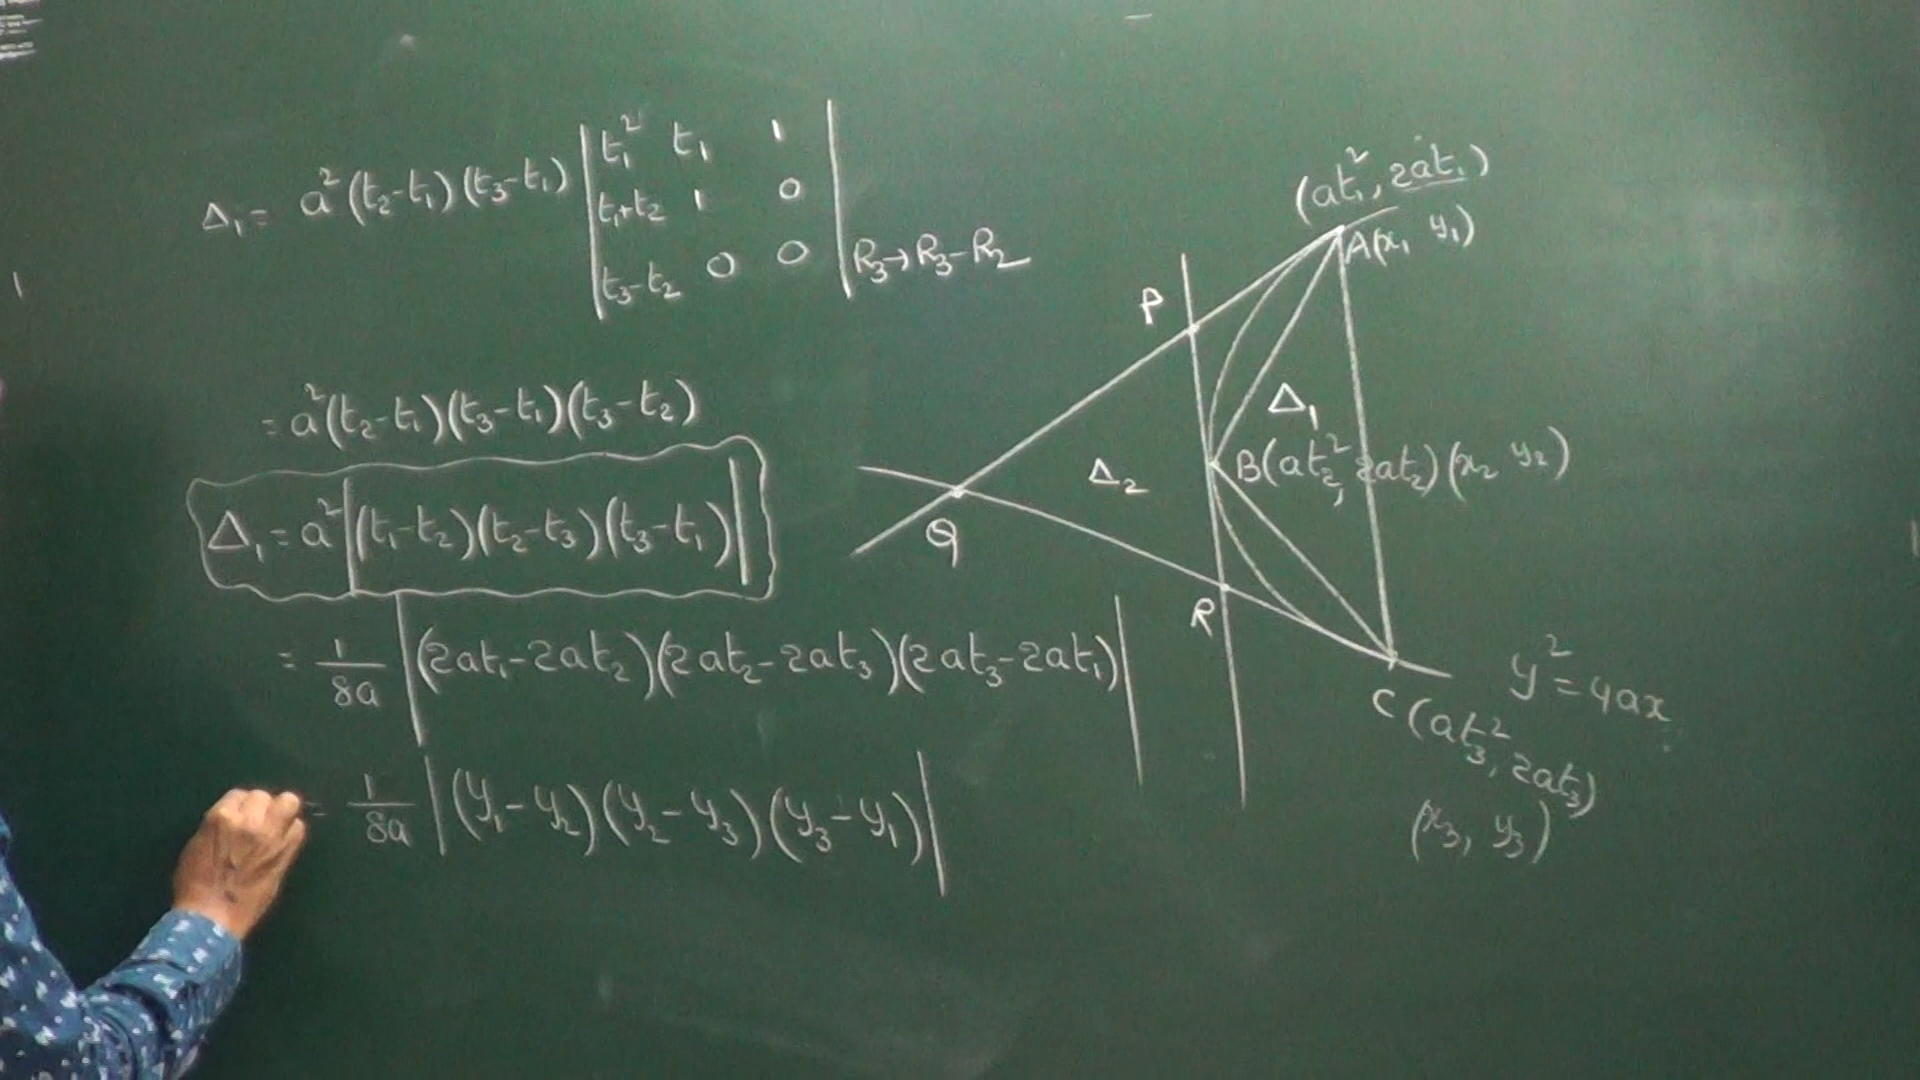 Δ₁ = a²(t₂-t₁)(t₃-t₁) | t₁² t₁ 1
t₁+t₂ 1 0
t₃-t₂ 0 0 | R₃→R₃-R₂
= a²(t₂-t₁)(t₃-t₁)(t₃-t₂)
Δ₁ = a²|(t₁-t₂)(t₂-t₃)(t₃-t₁)|
= 1/8a |(2at₁-2at₂)(2at₂-2at₃)(2at₃-2at₁)|
= 1/8a |(y₁-y₂)(y₂-y₃)(y₃-y₁)|
(at₁², 2at₁)
A(x₁ y₁)
P
Δ₁
Δ₂
B(at₂², 2at₂)(x₂ y₂)
Q
R
y² = 4ax
C (at₃², 2at₃)
(x₃, y₃)